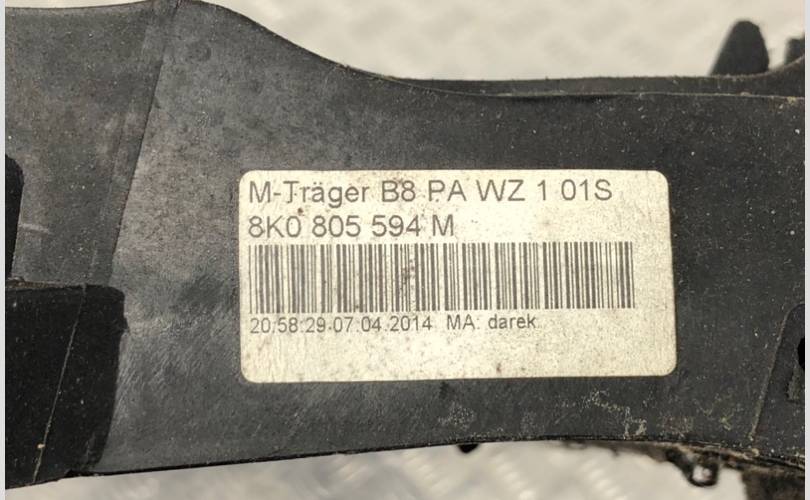 M-Träger B8 PA WZ 1 01S
8K0 805 594 M
20:58:29-07.04.2014 MA: darek